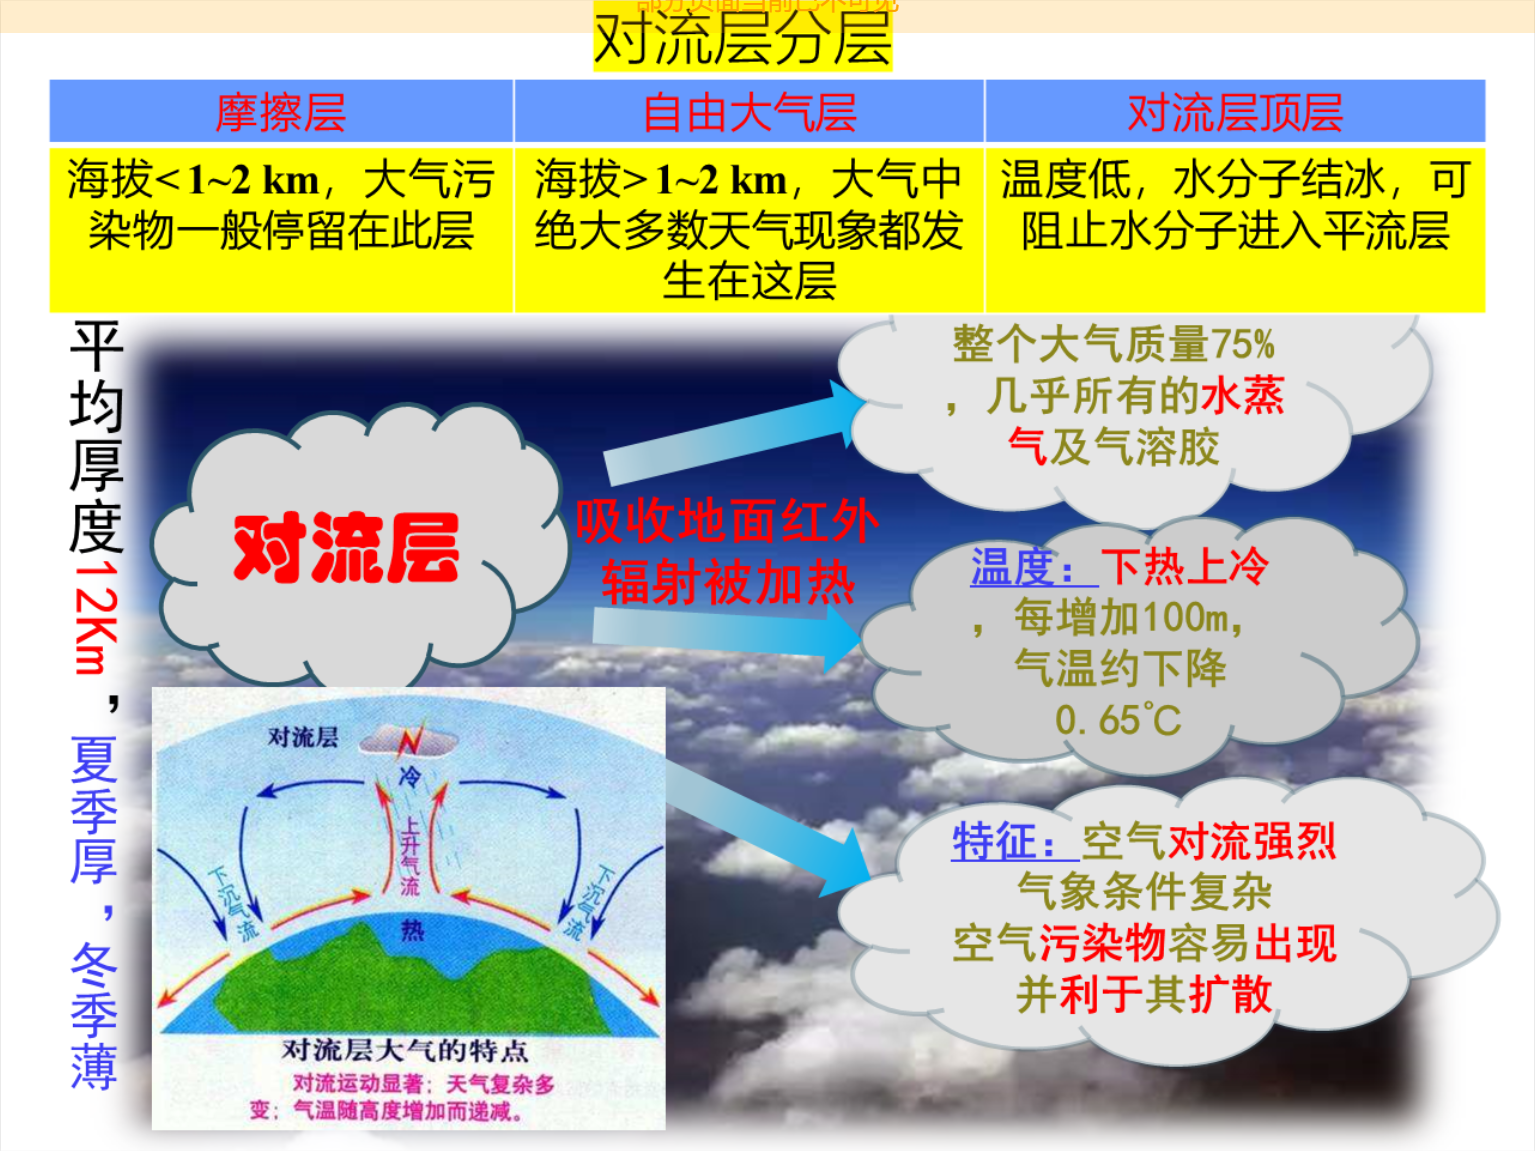 部分页面当前已不可见
对流层分层
摩擦层
自由大气层
对流层顶层
海拔<1~2 km，大气污
染物一般停留在此层
海拔>1~2 km，大气中
绝大多数天气现象都发
生在这层
温度低，水分子结冰，可
阻止水分子进入平流层
平均厚度12Km，夏季厚，冬季薄
整个大气质量75%
，几乎所有的水蒸
气及气溶胶
对流层
吸收地面红外
辐射被加热
温度：下热上冷
，每增加100m，
气温约下降
0.65℃
特征：空气对流强烈
气象条件复杂
空气污染物容易出现
并利于其扩散
对流层
冷
上升气流
下沉气流
下沉气流
热
对流层大气的特点
对流运动显著；天气复杂多
变；气温随高度增加而递减。